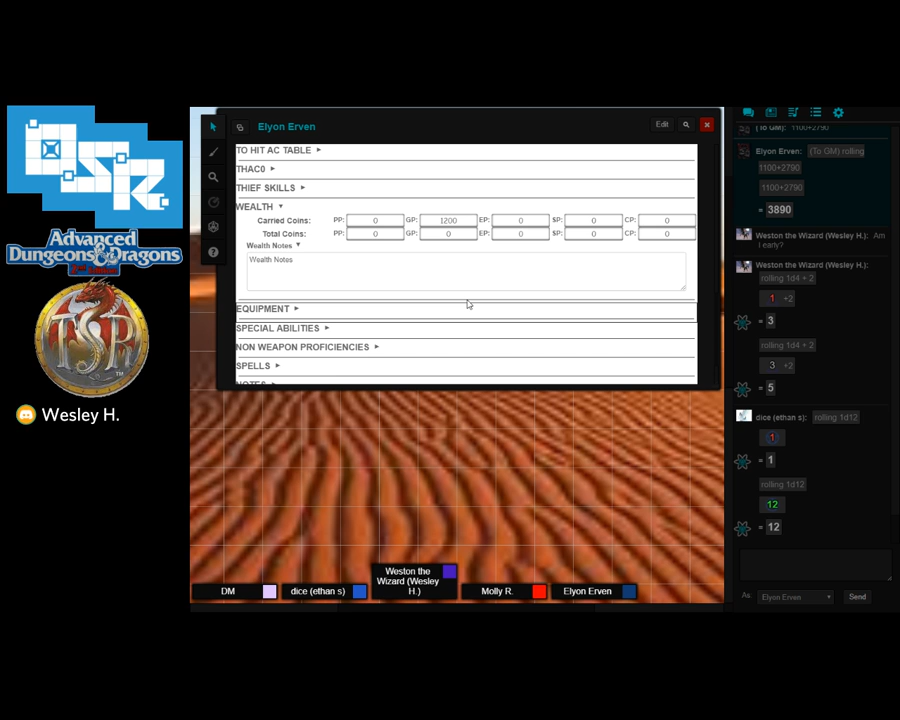 OSR
Advanced
Dungeons & Dragons
2nd Edition
TSR
TM
Wesley H.
Elyon Erven
Edit
TO HIT AC TABLE
THAC0
THIEF SKILLS
WEALTH
Carried Coins: PP: 0 GP: 1200 EP: 0 SP: 0 CP: 0
Total Coins: PP: 0 GP: 0 EP: 0 SP: 0 CP: 0
Wealth Notes
Wealth Notes
EQUIPMENT
SPECIAL ABILITIES
NON WEAPON PROFICIENCIES
SPELLS
NOTES
DM
dice (ethan s)
Weston the
Wizard (Wesley
H.)
Molly R.
Elyon Erven
(To GM) 1100+2790
Elyon Erven: (To GM) rolling
1100+2790
1100+2790
= 3890
Weston the Wizard (Wesley H.): Am
I early?
Weston the Wizard (Wesley H.):
rolling 1d4 + 2
1 +2
= 3
rolling 1d4 + 2
3 +2
= 5
dice (ethan s): rolling 1d12
1
= 1
rolling 1d12
12
= 12
As: Elyon Erven Send